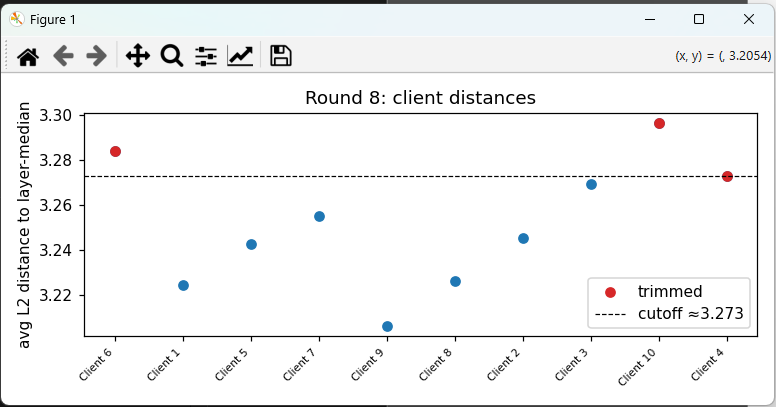 Figure 1
(x, y) = (, 3.2054)
Round 8: client distances
avg L2 distance to layer-median
3.30
3.28
3.26
3.24
3.22
trimmed
cutoff ≈3.273
Client 6
Client 1
Client 5
Client 7
Client 9
Client 8
Client 2
Client 3
Client 10
Client 4